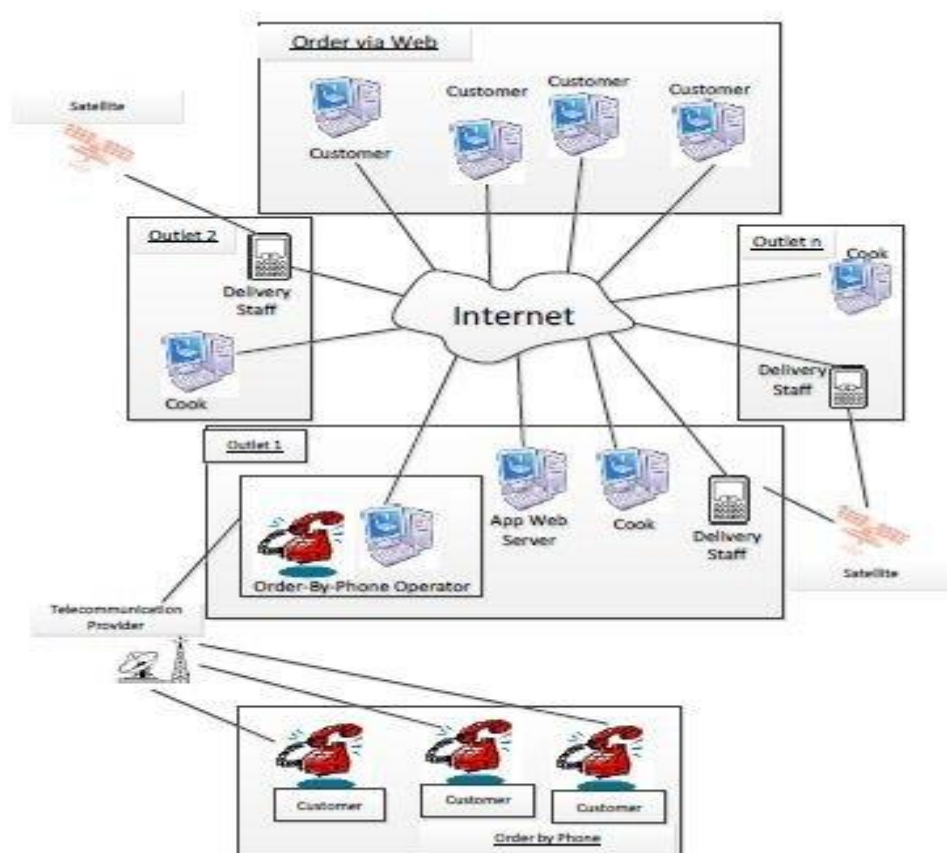 Order via Web
Customer
Customer
Customer
Customer
Satellite
Outlet 2
Delivery
Staff
Cook
Internet
Outlet n
Cook
Delivery
Staff
Outlet 1
App Web
Server
Cook
Delivery
Staff
Order-By-Phone Operator
Satellite
Telecommunication
Provider
Customer
Customer
Customer
Order by Phone